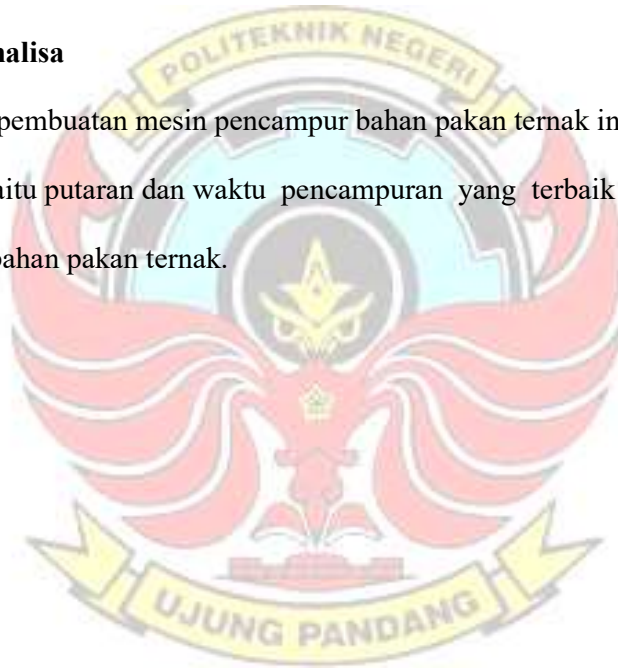 nalisa
POLITEKNIK NEGERI
pembuatan mesin pencampur bahan pakan ternak in
aitu putaran dan waktu pencampuran yang terbaik
bahan pakan ternak.
UJUNG PANDANG